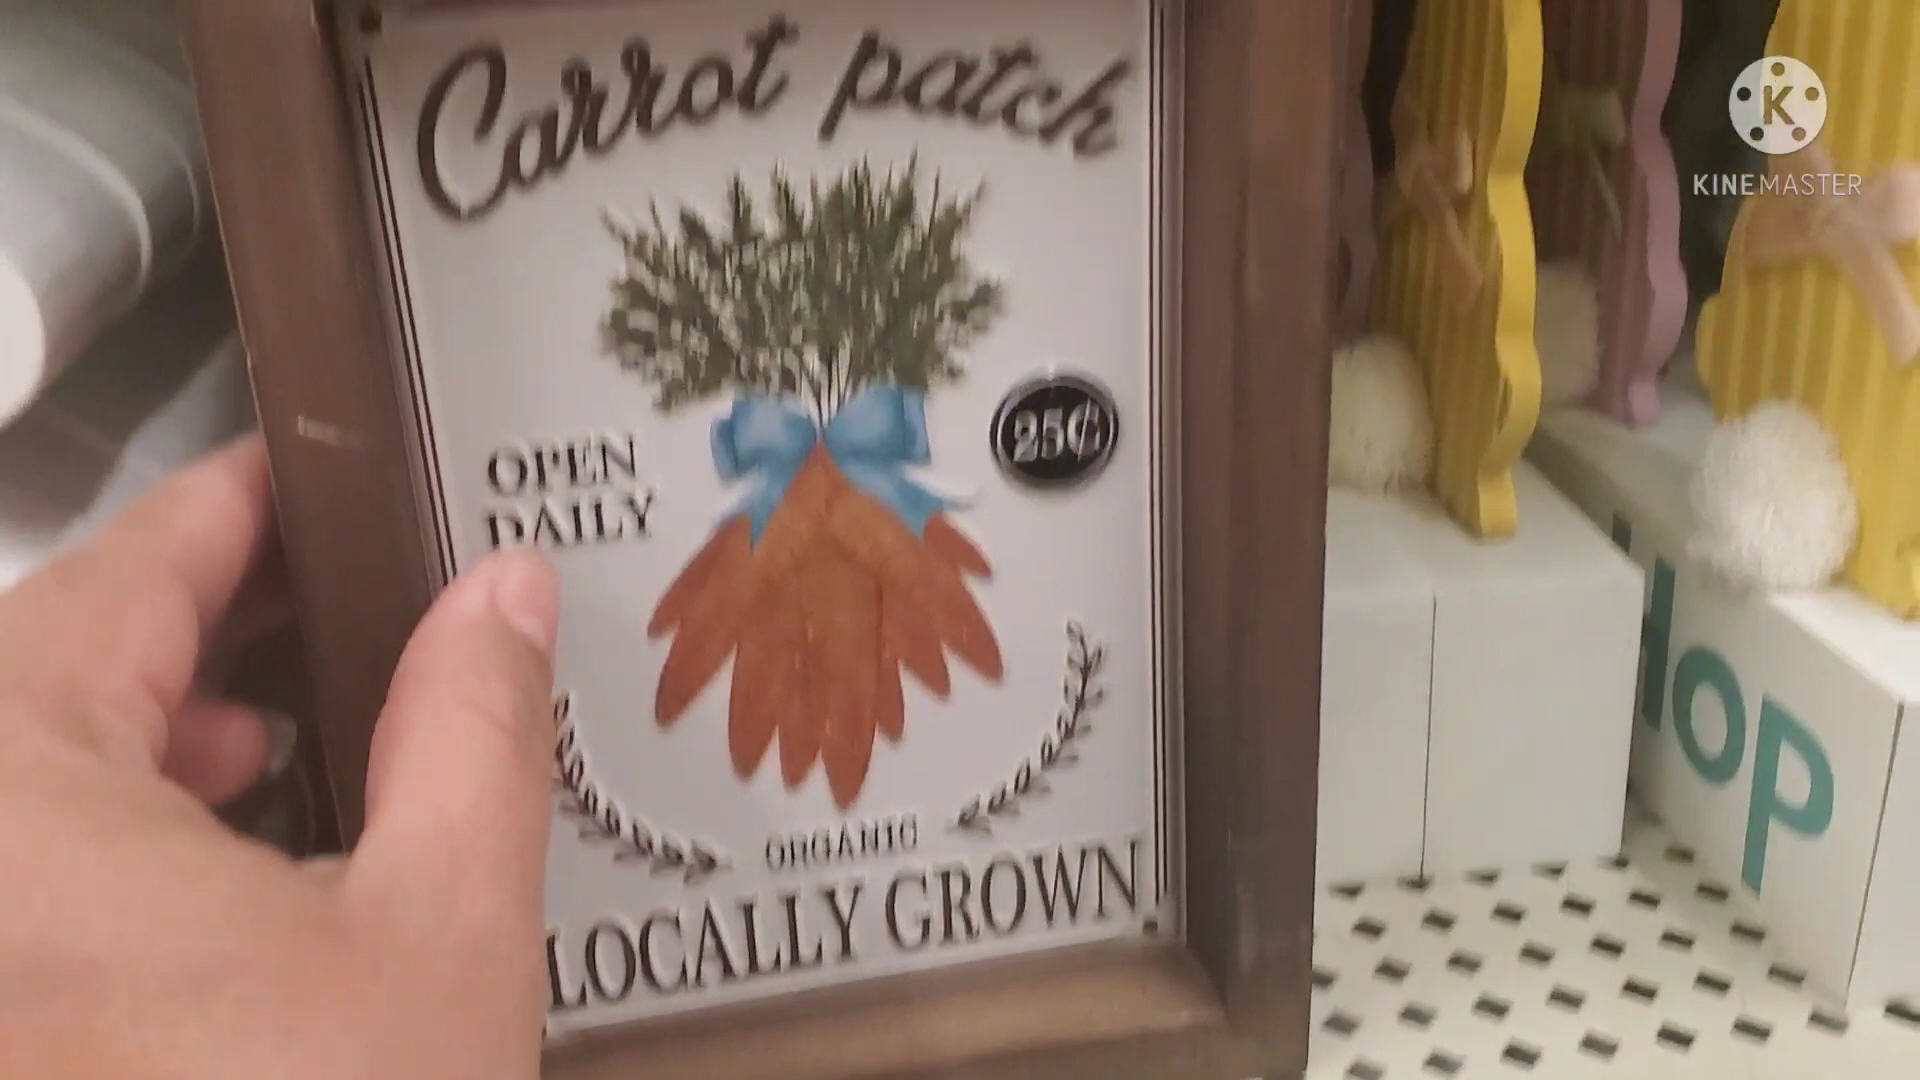 Carrot patch
OPEN
DAILY
25¢
ORGANIC
LOCALLY GROWN
HOP
K
KINEMASTER